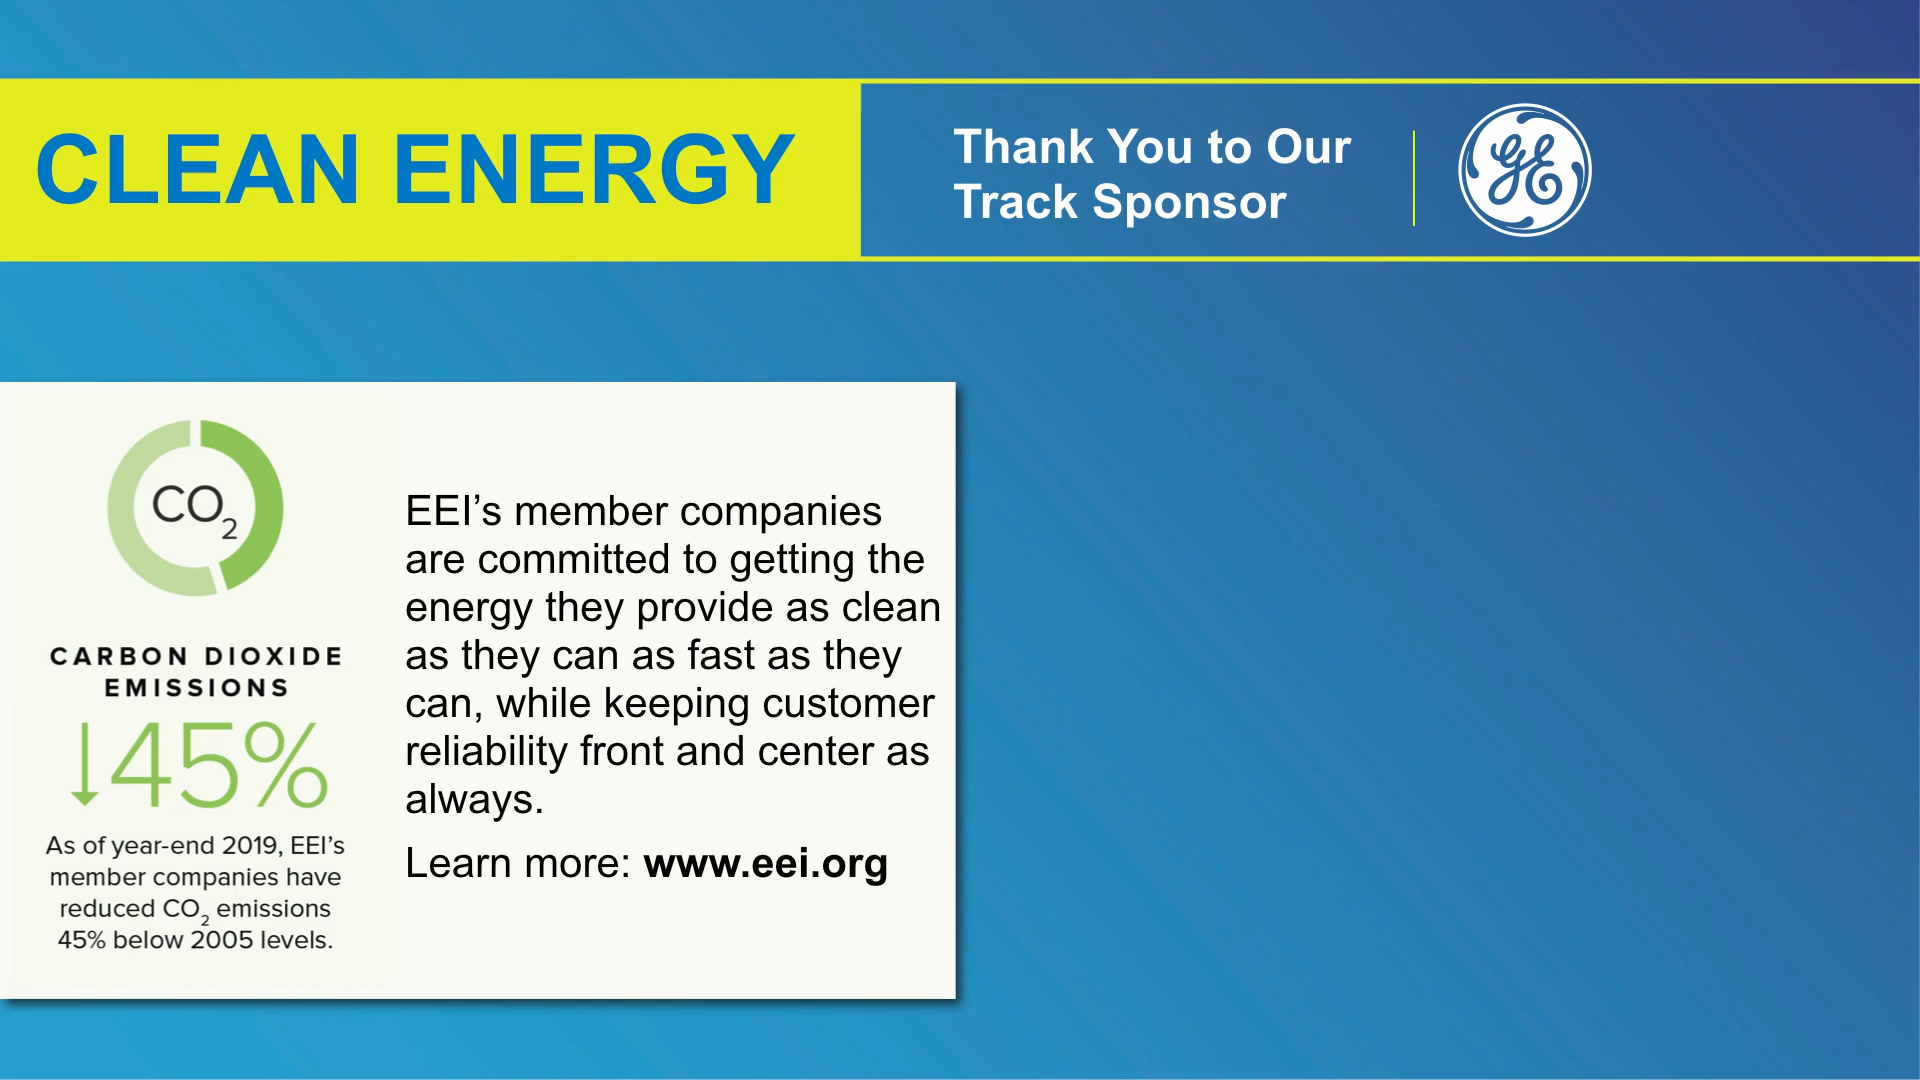 CLEAN ENERGY
Thank You to Our
Track Sponsor
GE
CO₂
CARBON DIOXIDE
EMISSIONS
↓45%
As of year-end 2019, EEI’s
member companies have
reduced CO₂ emissions
45% below 2005 levels.
EEI’s member companies
are committed to getting the
energy they provide as clean
as they can as fast as they
can, while keeping customer
reliability front and center as
always.
Learn more: www.eei.org